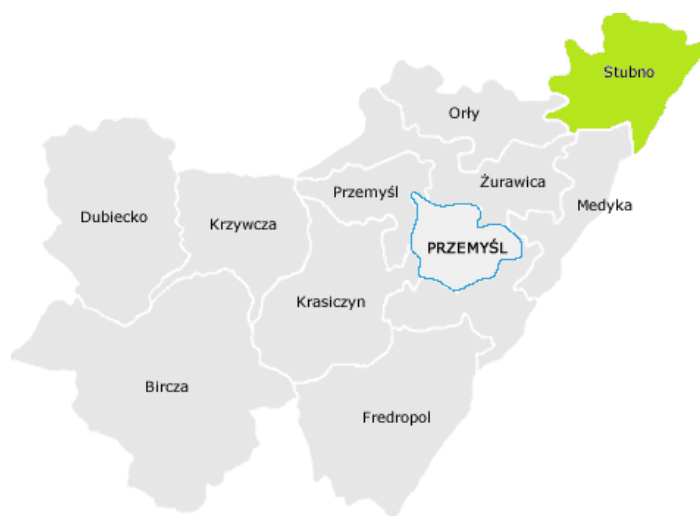 Stubno
Orły
Przemyśl
Żurawica
Medyka
Dubiecko
Krzywcza
PRZEMYŚL
Krasiczyn
Bircza
Fredropol